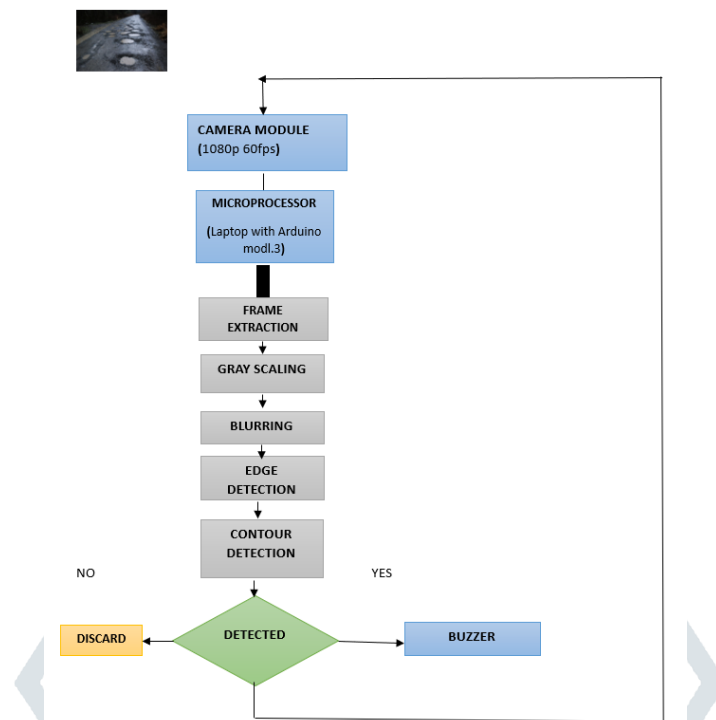 CAMERA MODULE
(1080p 60fps)
MICROPROCESSOR
(Laptop with Arduino
modl.3)
FRAME
EXTRACTION
GRAY SCALING
BLURRING
EDGE
DETECTION
CONTOUR
DETECTION
NO
YES
DISCARD
DETECTED
BUZZER